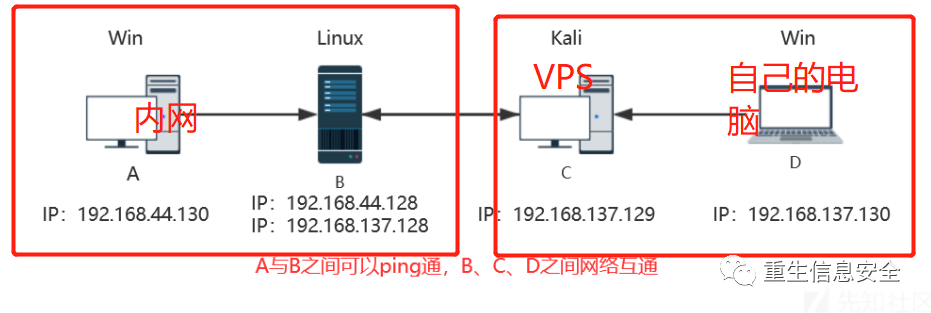 Win
Linux
Kali
Win
内网
VPS
自己的电
脑
A
B
C
D
IP：192.168.44.130
IP：192.168.44.128
IP：192.168.137.128
IP：192.168.137.129
IP：192.168.137.130
A与B之间可以ping通，B、C、D之间网络互通
重生信息安全
先知社区